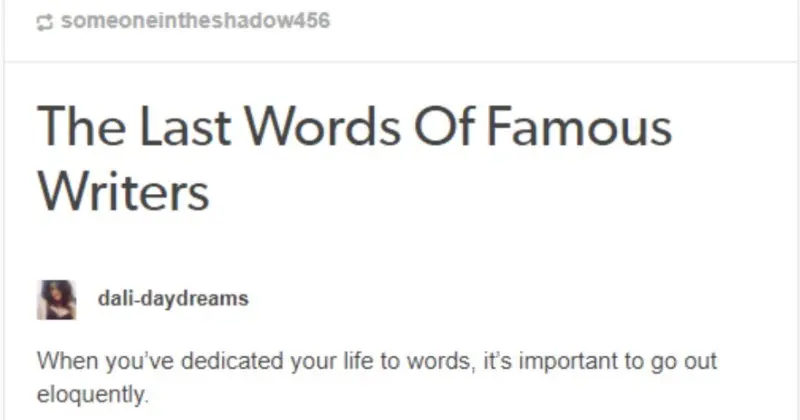 someoneintheshadow456
The Last Words Of Famous
Writers
dali-daydreams
When you’ve dedicated your life to words, it’s important to go out
eloquently.